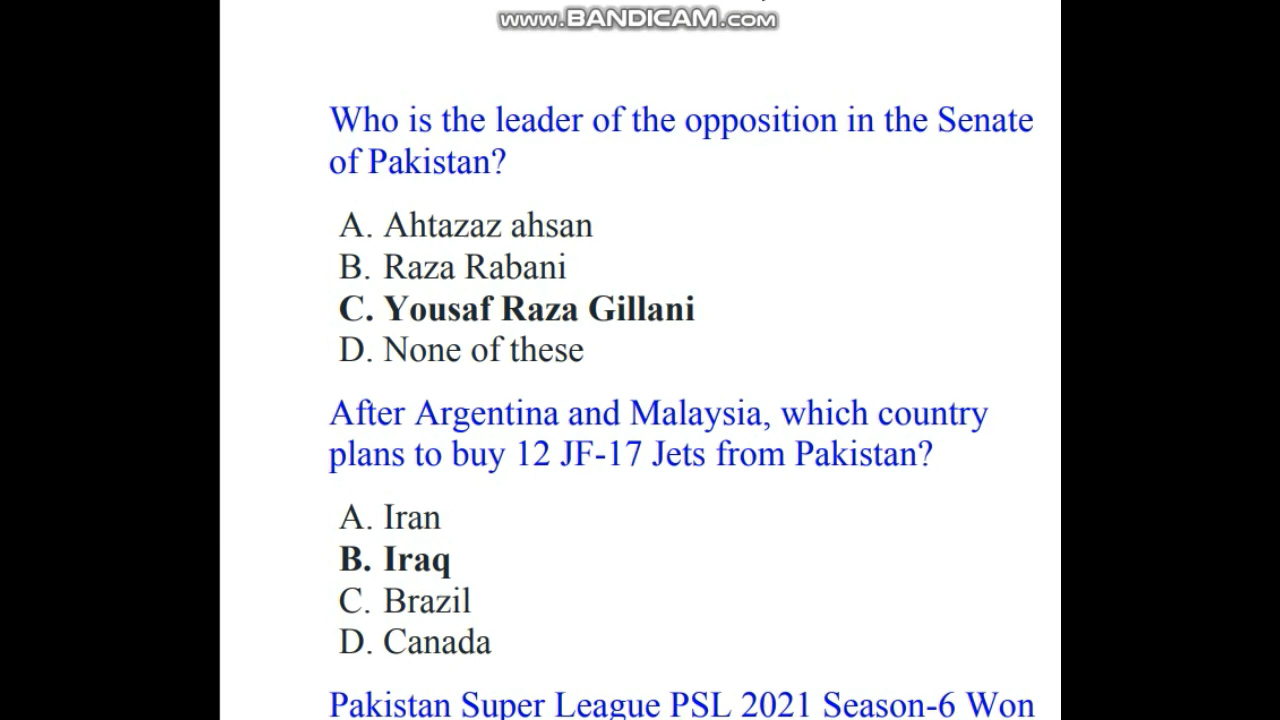 www.BANDICAM.com
Who is the leader of the opposition in the Senate
of Pakistan?
A. Ahtazaz ahsan
B. Raza Rabani
C. Yousaf Raza Gillani
D. None of these
After Argentina and Malaysia, which country
plans to buy 12 JF-17 Jets from Pakistan?
A. Iran
B. Iraq
C. Brazil
D. Canada
Pakistan Super League PSL 2021 Season-6 Won